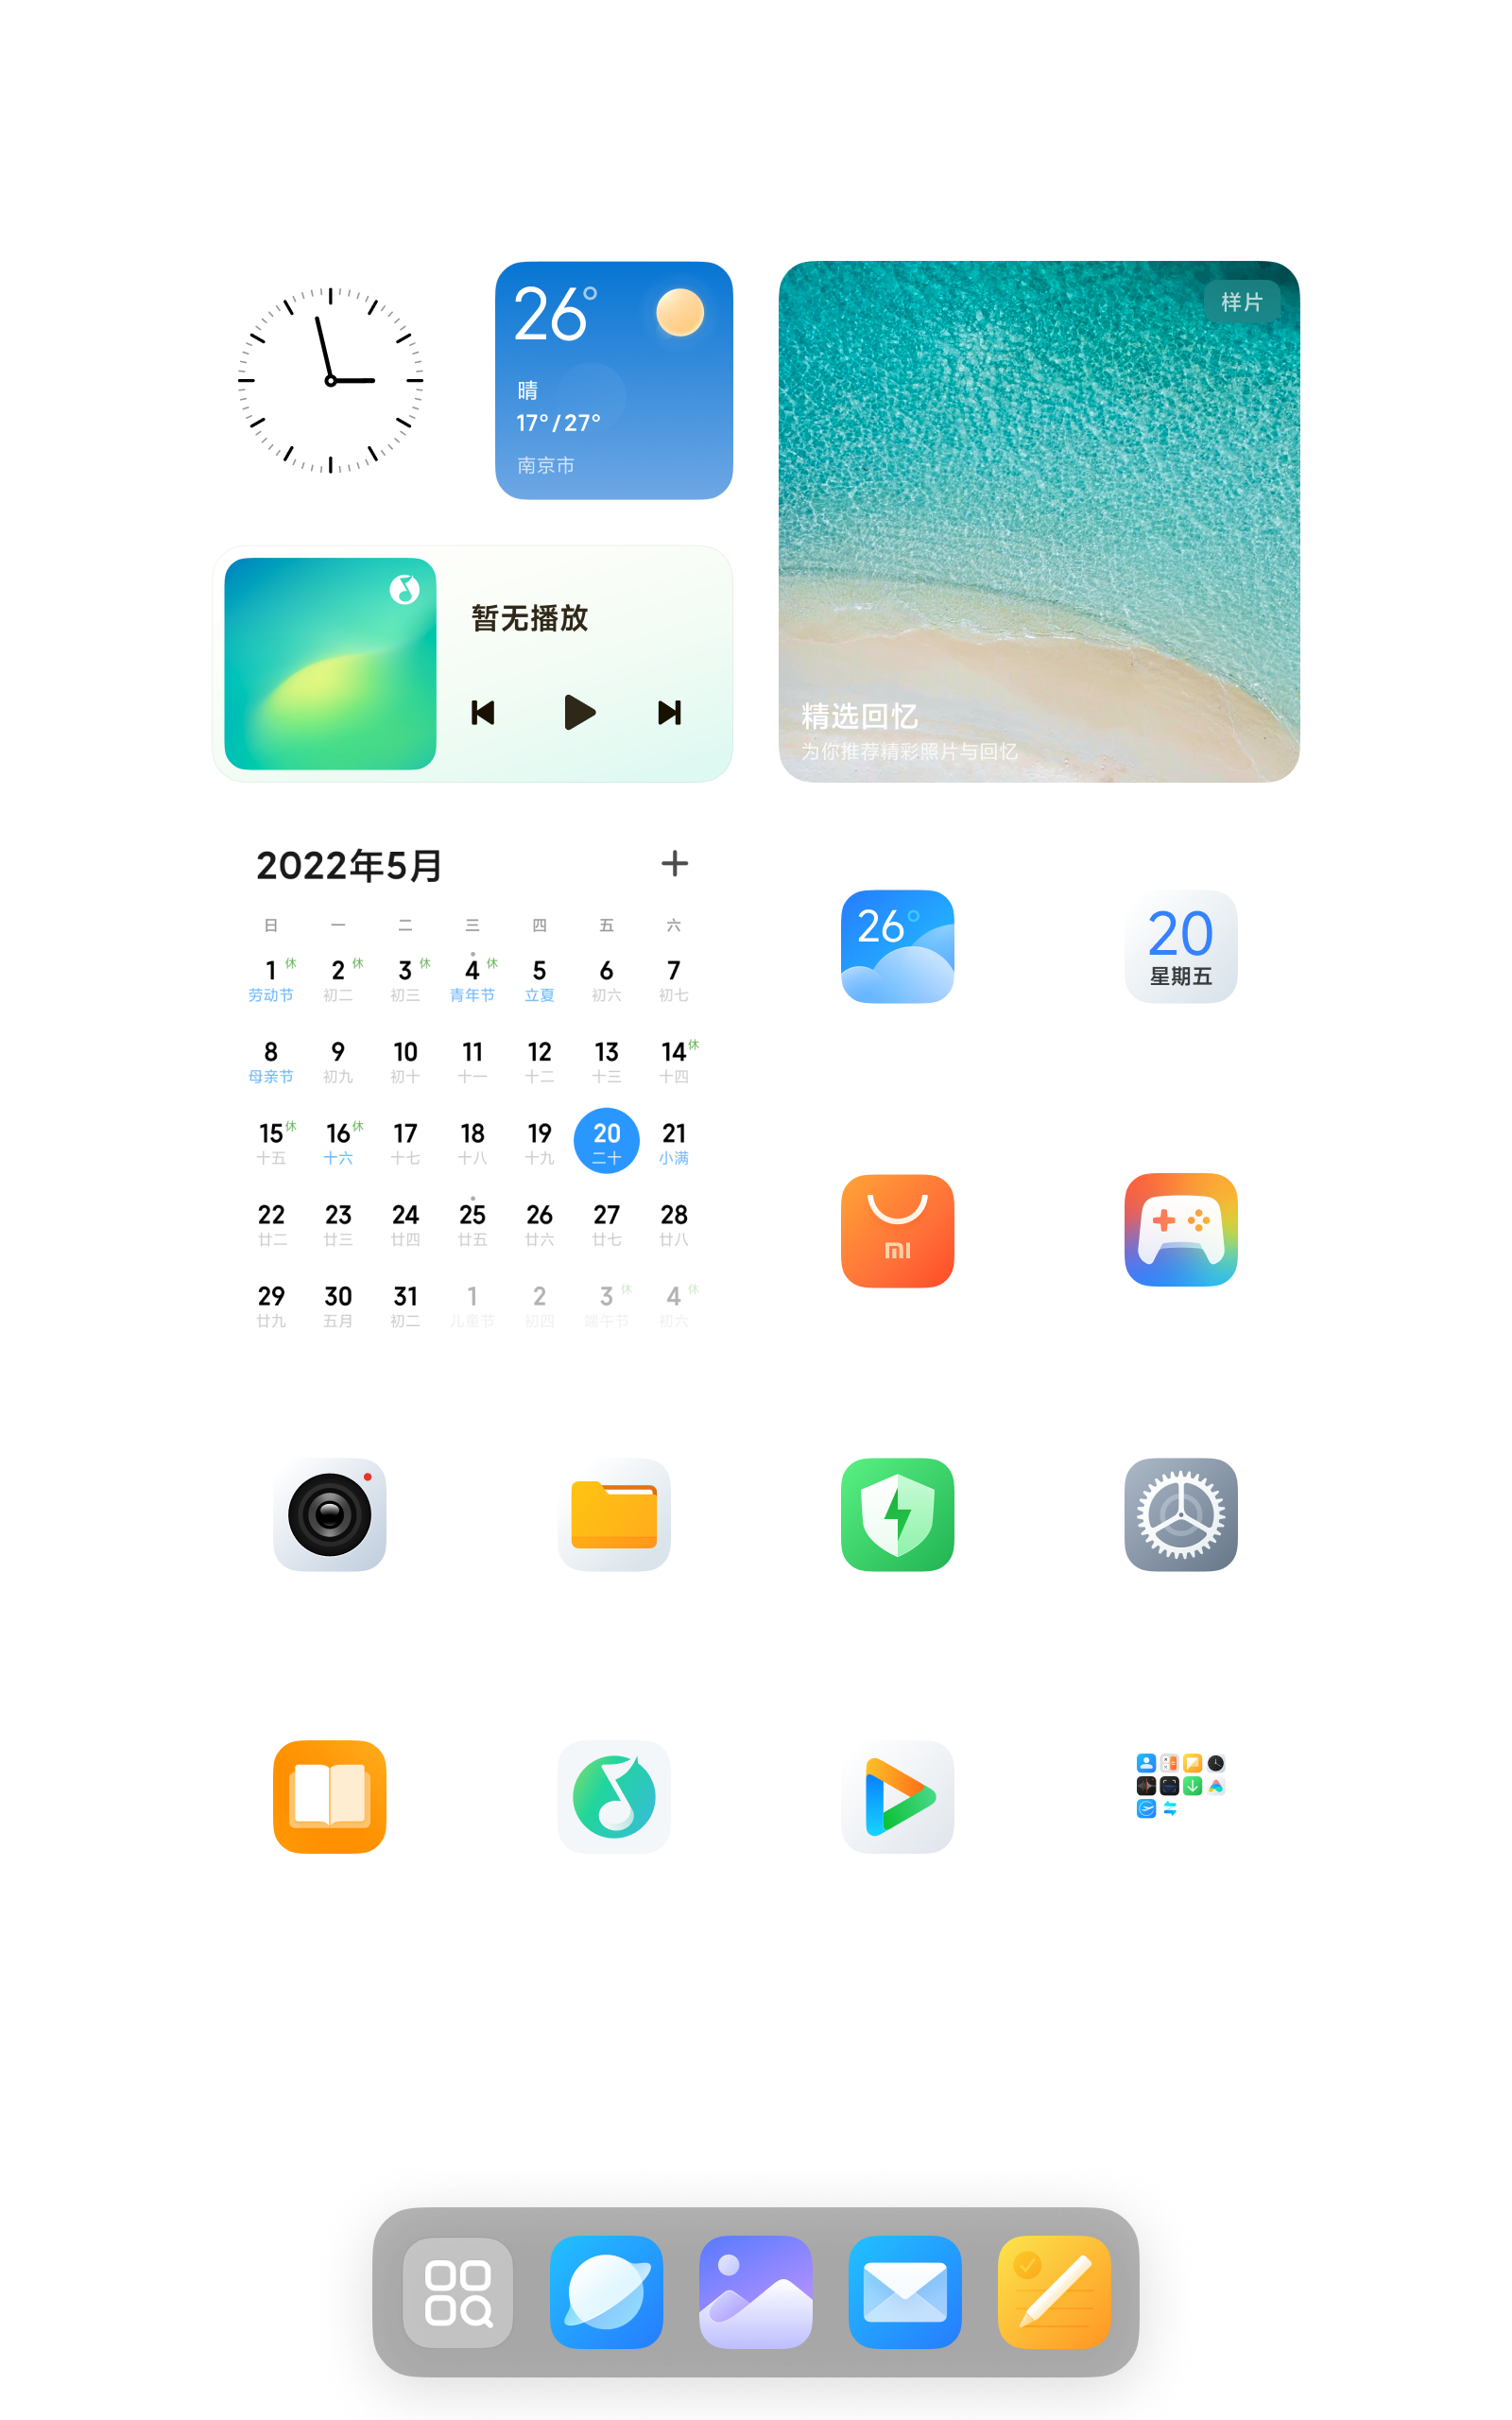 26°
晴
17° / 27°
南京市
样片
精选回忆
为你推荐精彩照片与回忆
暂无播放
2022年5月
日 一 二 三 四 五 六
1 休 2 休 3 休 4 休 5 6 7
劳动节 初二 初三 青年节 立夏 初六 初七
8 9 10 11 12 13 14 休
母亲节 初九 初十 十一 十二 十三 十四
15 休 16 休 17 18 19 20 21
十五 十六 十七 十八 十九 二十 小满
22 23 24 25 26 27 28
廿二 廿三 廿四 廿五 廿六 廿七 廿八
29 30 31 1 2 3 休 4 休
廿九 五月 初二 儿童节 初四 端午节 初六
26°
20
星期五
mi